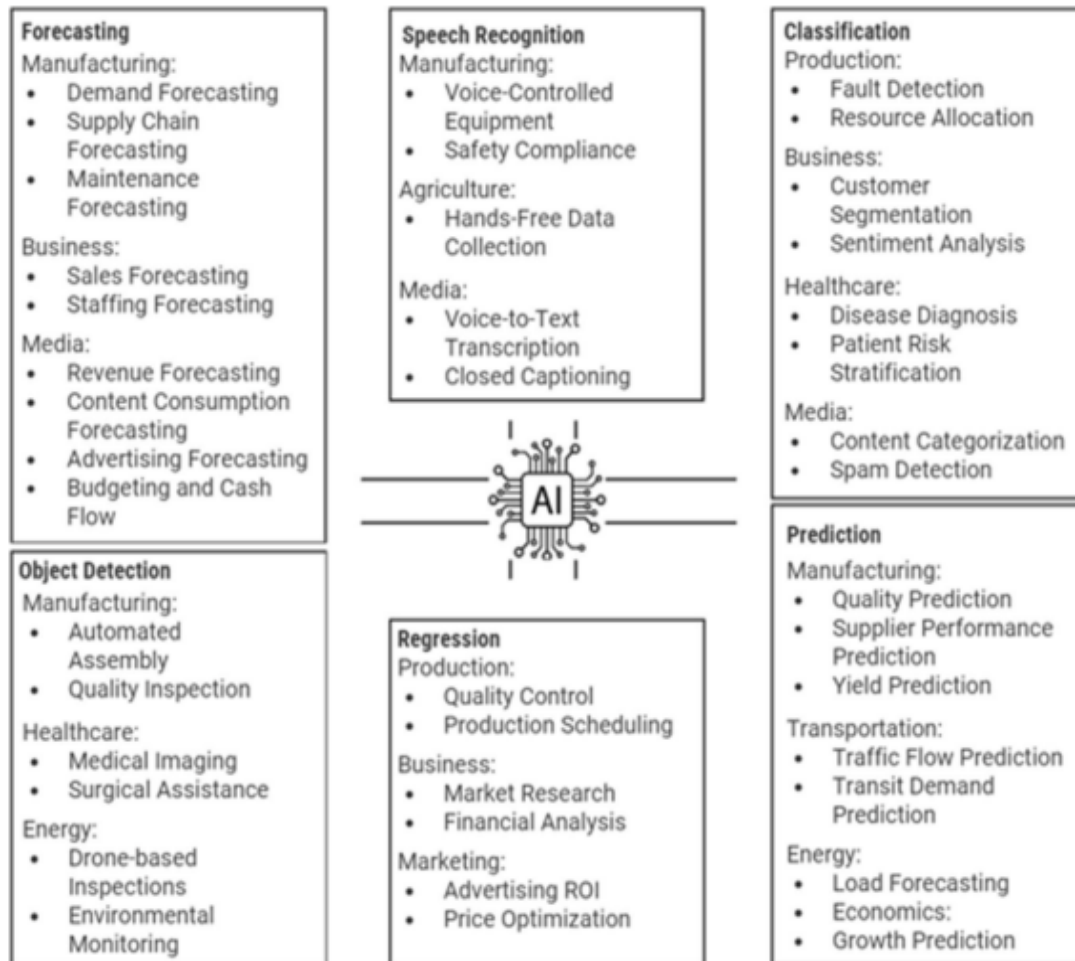 Forecasting
Manufacturing:
• Demand Forecasting
• Supply Chain
Forecasting
• Maintenance
Forecasting
Business:
• Sales Forecasting
• Staffing Forecasting
Media:
• Revenue Forecasting
• Content Consumption
Forecasting
• Advertising Forecasting
• Budgeting and Cash
Flow
Object Detection
Manufacturing:
• Automated
Assembly
• Quality Inspection
Healthcare:
• Medical Imaging
• Surgical Assistance
Energy:
• Drone-based
Inspections
• Environmental
Monitoring
Speech Recognition
Manufacturing:
• Voice-Controlled
Equipment
• Safety Compliance
Agriculture:
• Hands-Free Data
Collection
Media:
• Voice-to-Text
Transcription
• Closed Captioning
AI
Regression
Production:
• Quality Control
• Production Scheduling
Business:
• Market Research
• Financial Analysis
Marketing:
• Advertising ROI
• Price Optimization
Classification
Production:
• Fault Detection
• Resource Allocation
Business:
• Customer
Segmentation
• Sentiment Analysis
Healthcare:
• Disease Diagnosis
• Patient Risk
Stratification
Media:
• Content Categorization
• Spam Detection
Prediction
Manufacturing:
• Quality Prediction
• Supplier Performance
Prediction
• Yield Prediction
Transportation:
• Traffic Flow Prediction
• Transit Demand
Prediction
Energy:
• Load Forecasting
• Economics:
• Growth Prediction